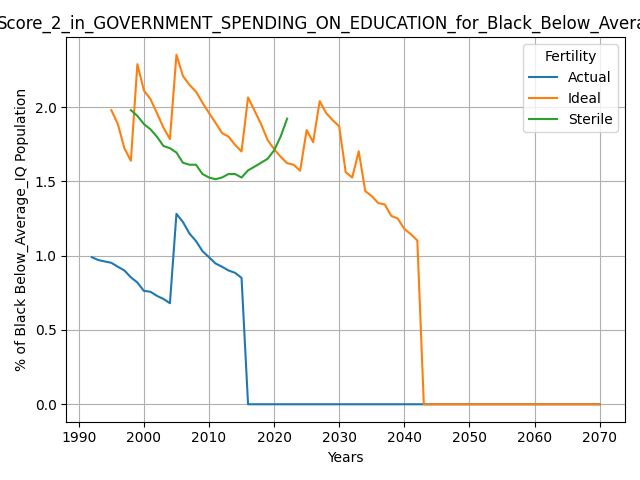 Score_2_in_GOVERNMENT_SPENDING_ON_EDUCATION_for_Black_Below_Avera
Fertility
Actual
Ideal
Sterile
% of Black Below_Average_IQ Population
2.0
1.5
1.0
0.5
0.0
1990 2000 2010 2020 2030 2040 2050 2060 2070
Years